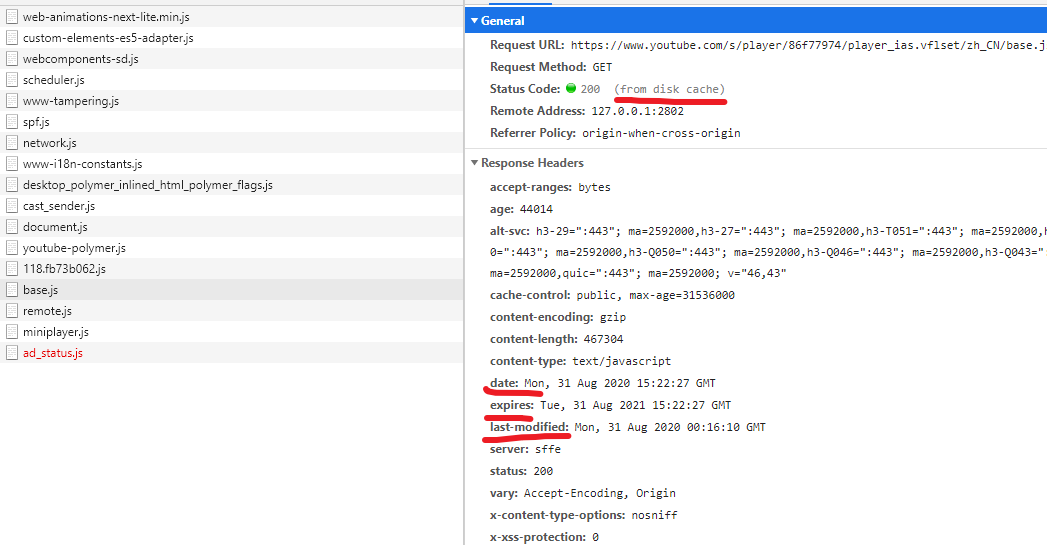 web-animations-next-lite.min.js
custom-elements-es5-adapter.js
webcomponents-sd.js
scheduler.js
www-tampering.js
spf.js
network.js
www-i18n-constants.js
desktop_polymer_inlined_html_polymer_flags.js
cast_sender.js
document.js
youtube-polymer.js
118.fb73b062.js
base.js
remote.js
miniplayer.js
ad_status.js
General
Request URL: https://www.youtube.com/s/player/86f77974/player_ias.vflset/zh_CN/base.j
Request Method: GET
Status Code: 200 (from disk cache)
Remote Address: 127.0.0.1:2802
Referrer Policy: origin-when-cross-origin
Response Headers
accept-ranges: bytes
age: 44014
alt-svc: h3-29=":443"; ma=2592000,h3-27=":443"; ma=2592000,h3-T051=":443"; ma=2592000,h
0=":443"; ma=2592000,h3-Q050=":443"; ma=2592000,h3-Q046=":443"; ma=2592000,h3-Q043=":
ma=2592000,quic=":443"; ma=2592000; v="46,43"
cache-control: public, max-age=31536000
content-encoding: gzip
content-length: 467304
content-type: text/javascript
date: Mon, 31 Aug 2020 15:22:27 GMT
expires: Tue, 31 Aug 2021 15:22:27 GMT
last-modified: Mon, 31 Aug 2020 00:16:10 GMT
server: sffe
status: 200
vary: Accept-Encoding, Origin
x-content-type-options: nosniff
x-xss-protection: 0